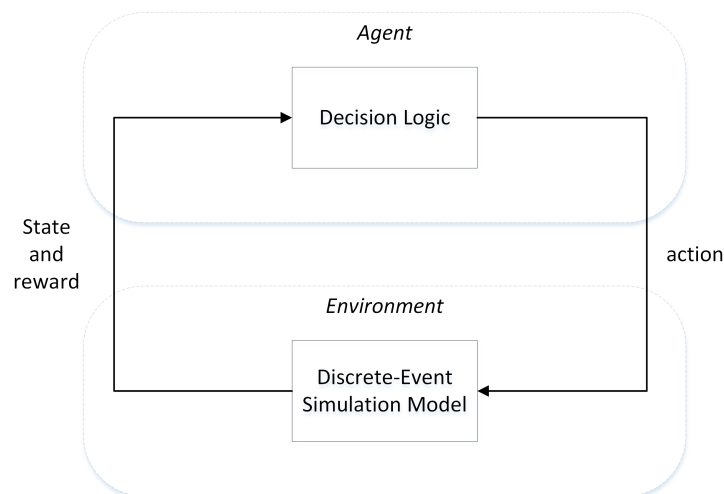 Agent
Decision Logic
State
and
reward
action
Environment
Discrete-Event
Simulation Model